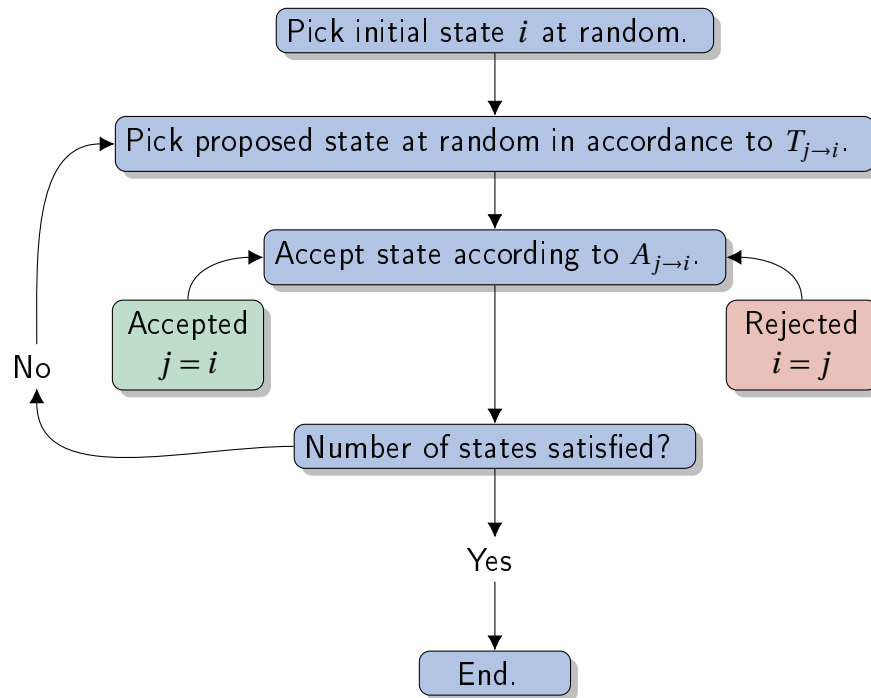 Pick initial state i at random.
Pick proposed state at random in accordance to T_{j→i}.
Accept state according to A_{j→i}.
Accepted
j = i
Rejected
i = j
No
Number of states satisfied?
Yes
End.